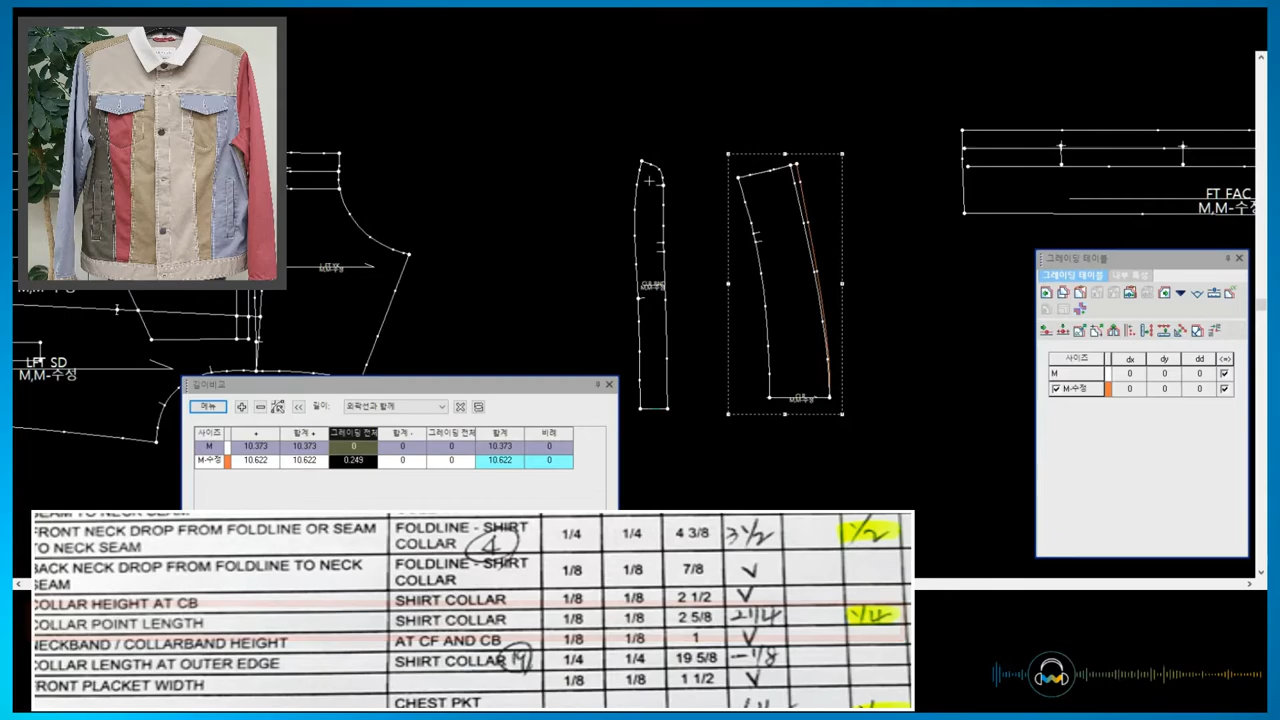 LFT SD
M,M-수정
M,M-수정
FT FAC
M,M-수정
길이비교
메뉴 길이: 외곽선과 함께
사이즈 + 합계 + 그레이딩 전체 합계 - 그레이딩 전체 합계 비례
M 10.373 10.373 0 0 0 10.373 0
M-수정 10.622 10.622 0.249 0 0 10.622 0
그레이딩 테이블
그레이딩 테이블 내부 특성
사이즈 dx dy dd (=)
M 0 0 0
M-수정 0 0 0
SEAM TO NECK SEAM
FRONT NECK DROP FROM FOLDLINE OR SEAM TO NECK SEAM FOLDLINE - SHIRT COLLAR 4 1/4 1/4 4 3/8 3 1/2 1/2
BACK NECK DROP FROM FOLDLINE TO NECK SEAM FOLDLINE - SHIRT COLLAR 1/8 1/8 7/8 ✓
COLLAR HEIGHT AT CB SHIRT COLLAR 1/8 1/8 2 1/2 ✓
COLLAR POINT LENGTH SHIRT COLLAR 1/8 1/8 2 5/8 2 1/4 1/4
NECKBAND / COLLARBAND HEIGHT AT CF AND CB 1/8 1/8 1 ✓
COLLAR LENGTH AT OUTER EDGE SHIRT COLLAR M 1/4 1/4 19 5/8 -1/8
FRONT PLACKET WIDTH 1/8 1/8 1 1/2 ✓
CHEST PKT